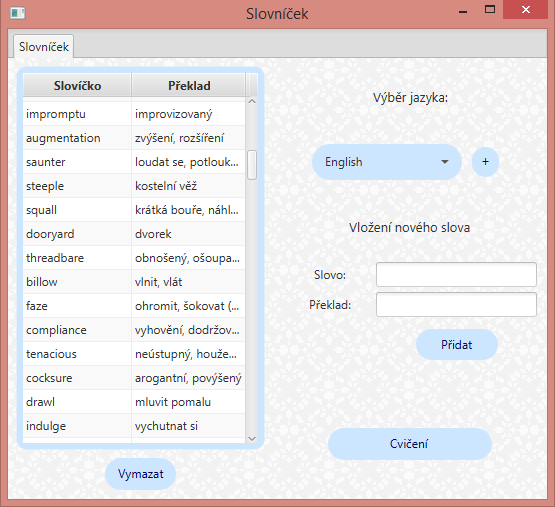 Slovníček
Slovníček
Slovíčko Překlad
impromptu improvizovaný
augmentation zvýšení, rozšíření
saunter loudat se, potlouk...
steeple kostelní věž
squall krátká bouře, náhl...
dooryard dvorek
threadbare obnošený, ošoupa...
billow vlnit, vlát
faze ohromit, šokovat (...
compliance vyhovění, dodržov...
tenacious neústupný, houže...
cocksure arogantní, povýšený
drawl mluvit pomalu
indulge vychutnat si
Vymazat
Výběr jazyka:
English +
Vložení nového slova
Slovo:
Překlad:
Přidat
Cvičení